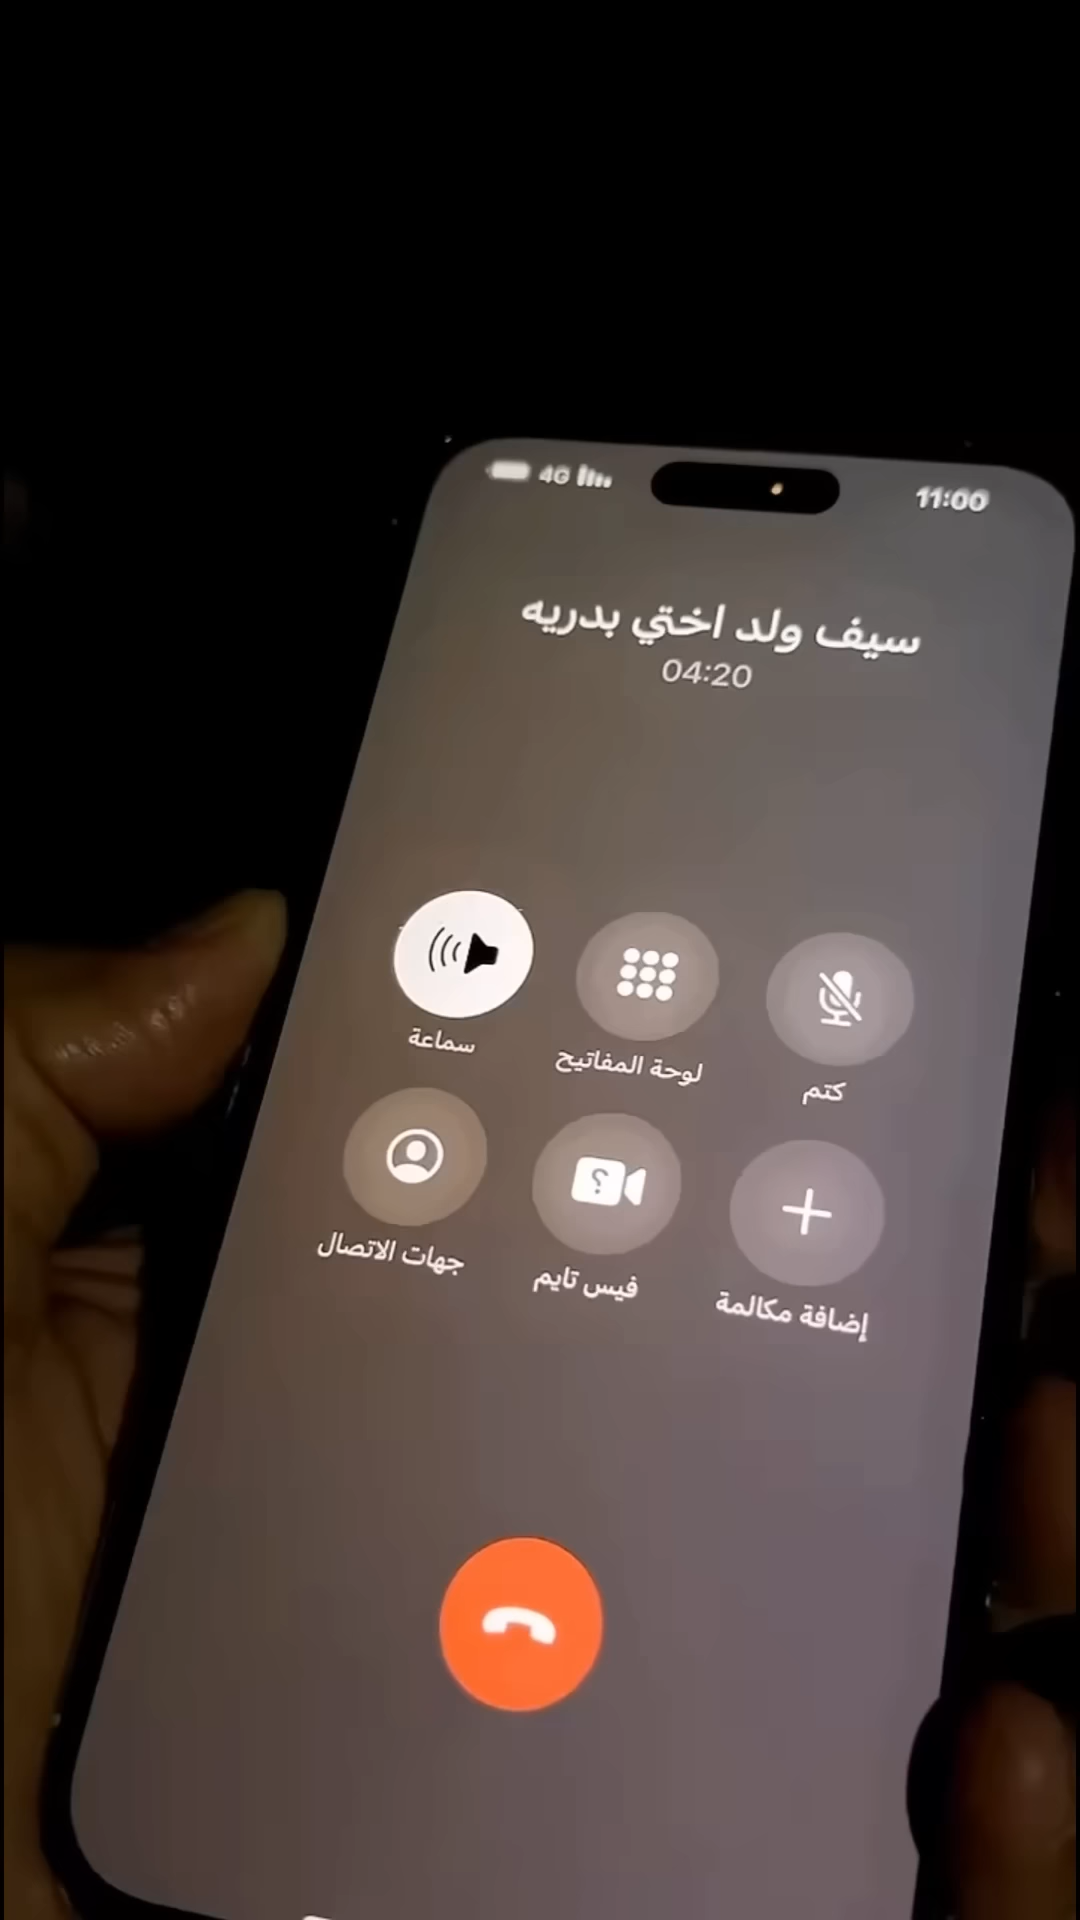 11:00
4G
سيف ولد اختي بدريه
04:20
كتم
لوحة المفاتيح
سماعة
إضافة مكالمة
فيس تايم
جهات الاتصال